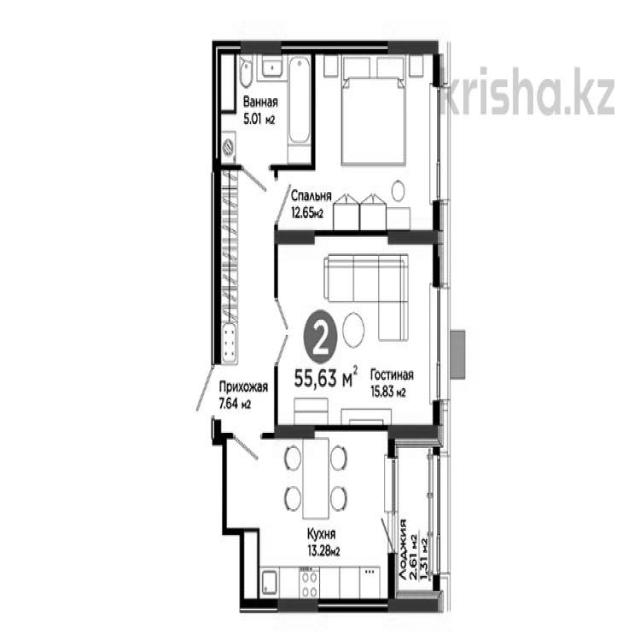 krisha.kz
Ванная
5.01 м2
Спальня
12.65м2
2
55,63 м2
Гостиная
15.83 м2
Прихожая
7.64 м2
Кухня
13.28м2
Лоджия
2.61 м2
1.31 м2